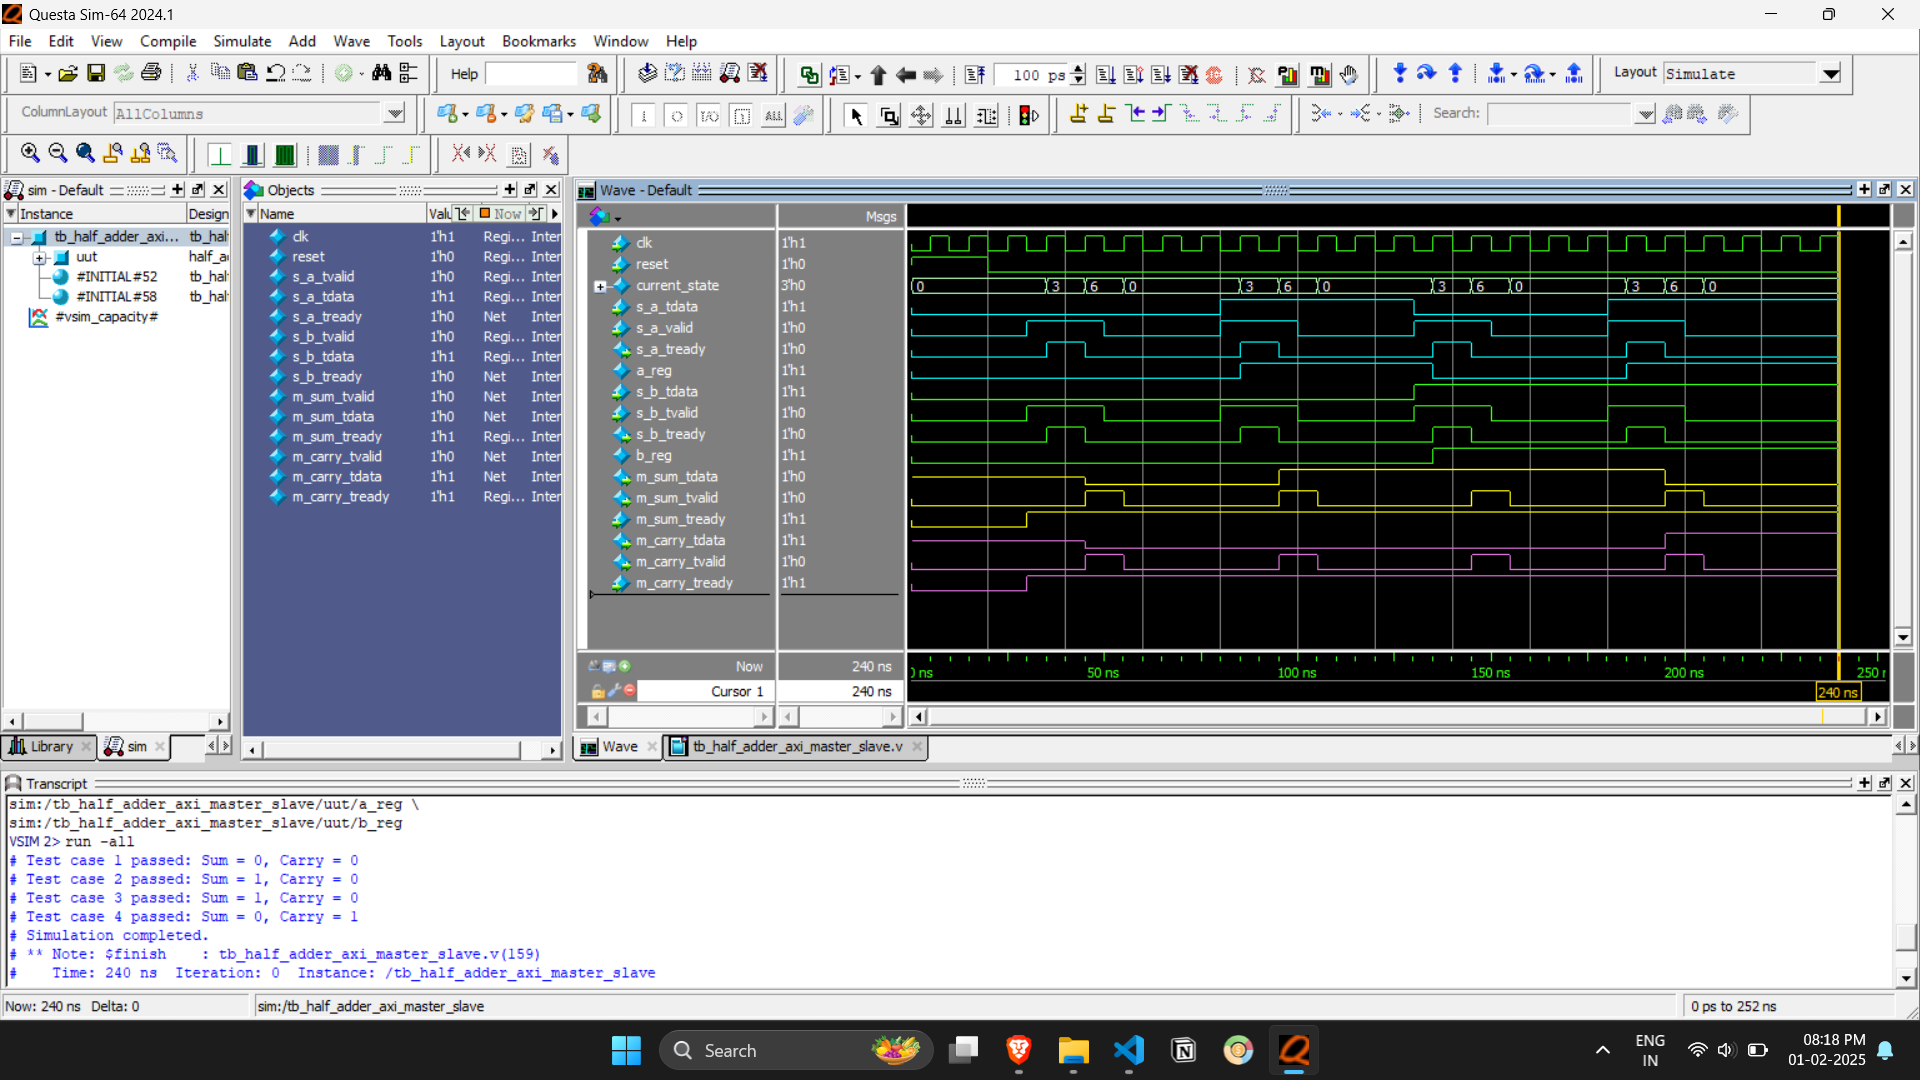 Questa Sim-64 2024.1
File Edit View Compile Simulate Add Wave Tools Layout Bookmarks Window Help
Help 100 ps Layout Simulate
ColumnLayout AllColumns Search:
sim - Default
Instance Design
tb_half_adder_axi... tb_hal
uut half_a
#INITIAL#52 tb_hal
#INITIAL#58 tb_hal
#vsim_capacity#
Library sim
Objects
Name Valu Now
clk 1'h1 Regi... Inter
reset 1'h0 Regi... Inter
s_a_tvalid 1'h0 Regi... Inter
s_a_tdata 1'h1 Regi... Inter
s_a_tready 1'h0 Net Inter
s_b_tvalid 1'h0 Regi... Inter
s_b_tdata 1'h1 Regi... Inter
s_b_tready 1'h0 Net Inter
m_sum_tvalid 1'h0 Net Inter
m_sum_tdata 1'h0 Net Inter
m_sum_tready 1'h1 Regi... Inter
m_carry_tvalid 1'h0 Net Inter
m_carry_tdata 1'h1 Net Inter
m_carry_tready 1'h1 Regi... Inter
Wave - Default
Msgs
clk 1'h1
reset 1'h0
current_state 3'h0 0 3 6 0 3 6 0 3 6 0 3 6 0
s_a_tdata 1'h1
s_a_valid 1'h0
s_a_tready 1'h0
a_reg 1'h1
s_b_tdata 1'h1
s_b_tvalid 1'h0
s_b_tready 1'h0
b_reg 1'h1
m_sum_tdata 1'h0
m_sum_tvalid 1'h0
m_sum_tready 1'h1
m_carry_tdata 1'h1
m_carry_tvalid 1'h0
m_carry_tready 1'h1
Now 240 ns ns 50 ns 100 ns 150 ns 200 ns 250
Cursor 1 240 ns 240 ns
Wave tb_half_adder_axi_master_slave.v
Transcript
sim:/tb_half_adder_axi_master_slave/uut/a_reg \
sim:/tb_half_adder_axi_master_slave/uut/b_reg
VSIM 2> run -all
# Test case 1 passed: Sum = 0, Carry = 0
# Test case 2 passed: Sum = 1, Carry = 0
# Test case 3 passed: Sum = 1, Carry = 0
# Test case 4 passed: Sum = 0, Carry = 1
# Simulation completed.
# ** Note: $finish : tb_half_adder_axi_master_slave.v(159)
# Time: 240 ns Iteration: 0 Instance: /tb_half_adder_axi_master_slave
Now: 240 ns Delta: 0 sim:/tb_half_adder_axi_master_slave 0 ps to 252 ns
Search
ENG
IN
08:18 PM
01-02-2025